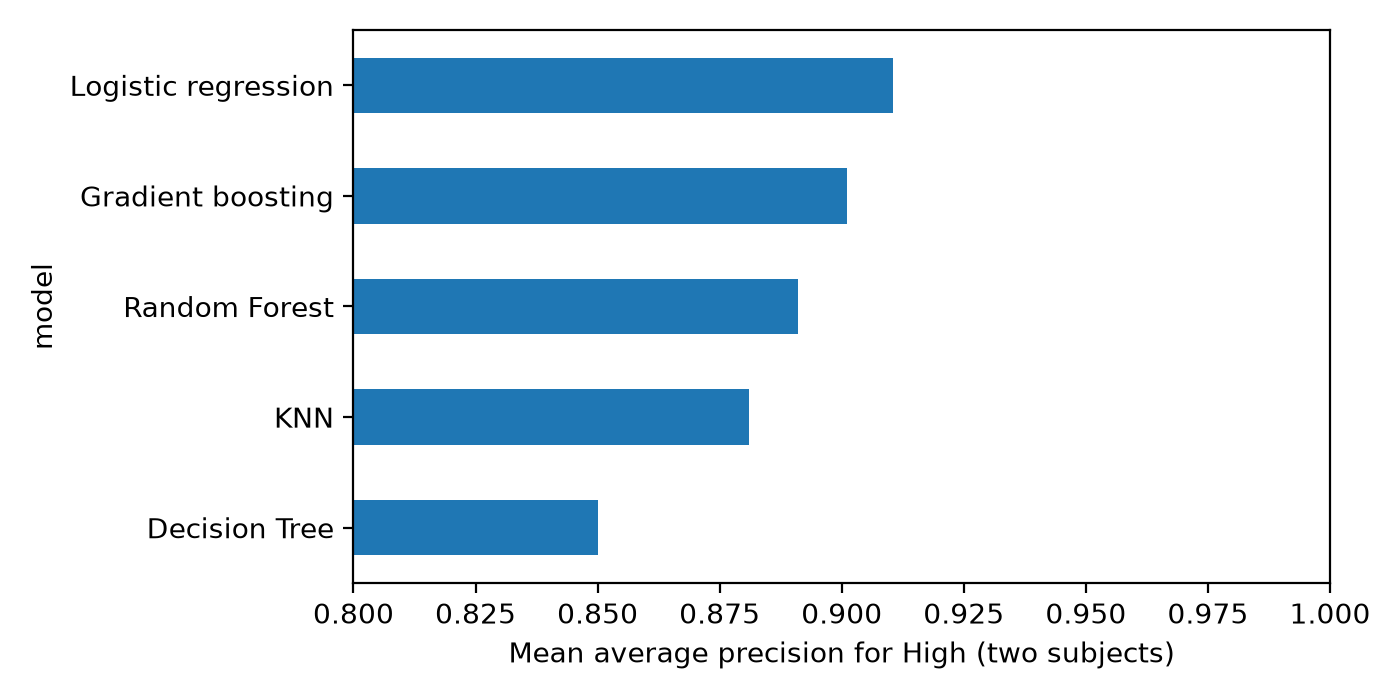 Logistic regression
Gradient boosting
Random Forest
KNN
Decision Tree
model
0.800 0.825 0.850 0.875 0.900 0.925 0.950 0.975 1.000
Mean average precision for High (two subjects)